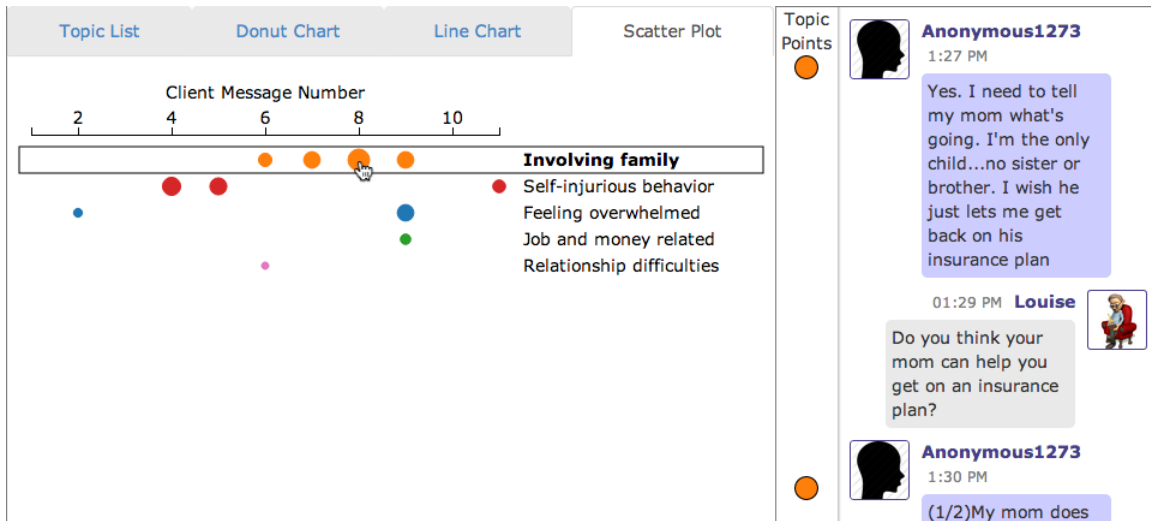 Topic List
Donut Chart
Line Chart
Scatter Plot
Client Message Number
2 4 6 8 10
Involving family
Self-injurious behavior
Feeling overwhelmed
Job and money related
Relationship difficulties
Topic
Points
Anonymous1273
1:27 PM
Yes. I need to tell
my mom what's
going. I'm the only
child...no sister or
brother. I wish he
just lets me get
back on his
insurance plan
01:29 PM Louise
Do you think your
mom can help you
get on an insurance
plan?
Anonymous1273
1:30 PM
(1/2)My mom does